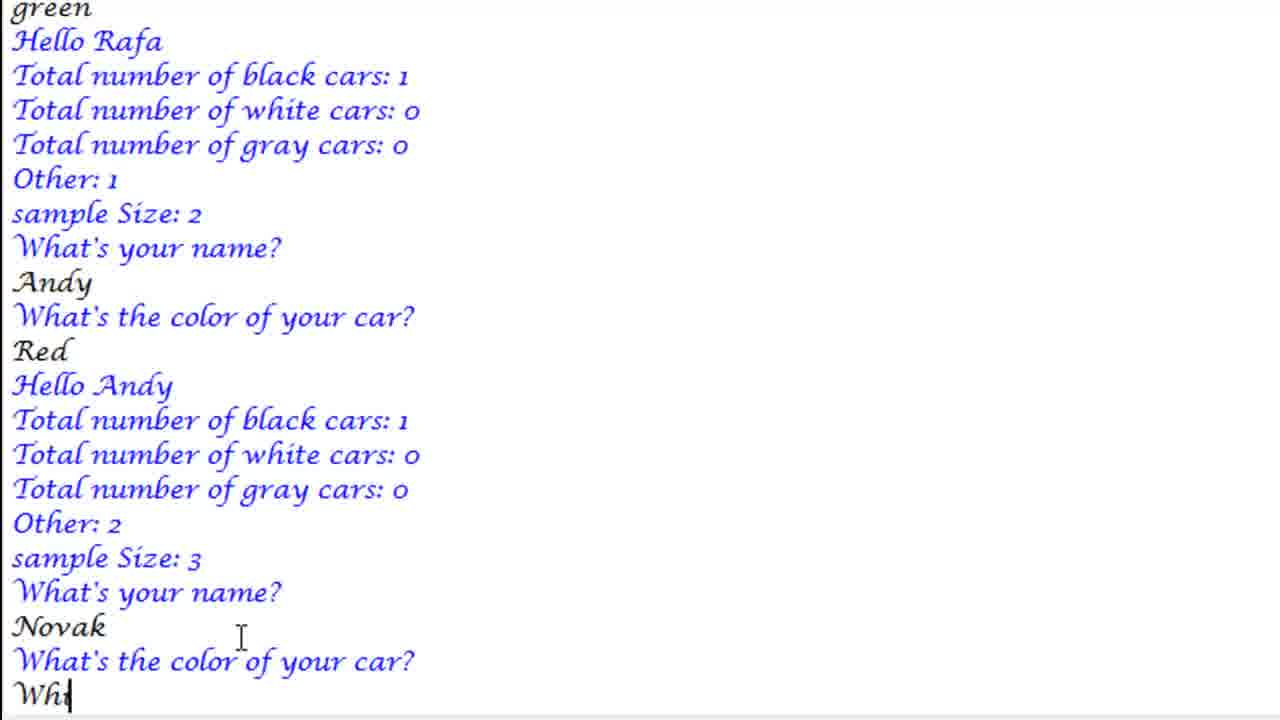 green
Hello Rafa
Total number of black cars: 1
Total number of white cars: 0
Total number of gray cars: 0
Other: 1
sample Size: 2
What's your name?
Andy
What's the color of your car?
Red
Hello Andy
Total number of black cars: 1
Total number of white cars: 0
Total number of gray cars: 0
Other: 2
sample Size: 3
What's your name?
Novak
What's the color of your car?
Whi